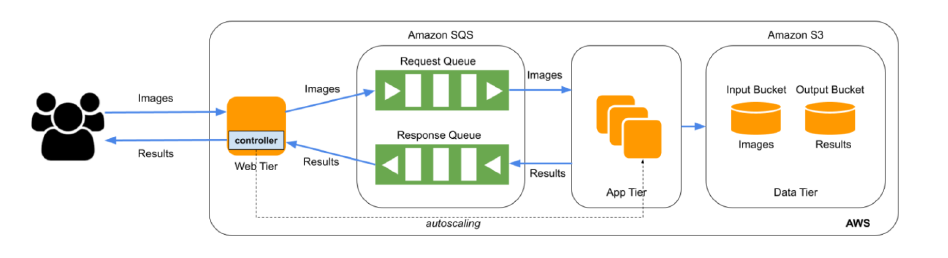 Amazon SQS
Amazon S3
Request Queue
Images
Images
Images
Input Bucket
Output Bucket
controller
Response Queue
Results
Web Tier
Results
Results
Images
Results
App Tier
Data Tier
autoscaling
AWS